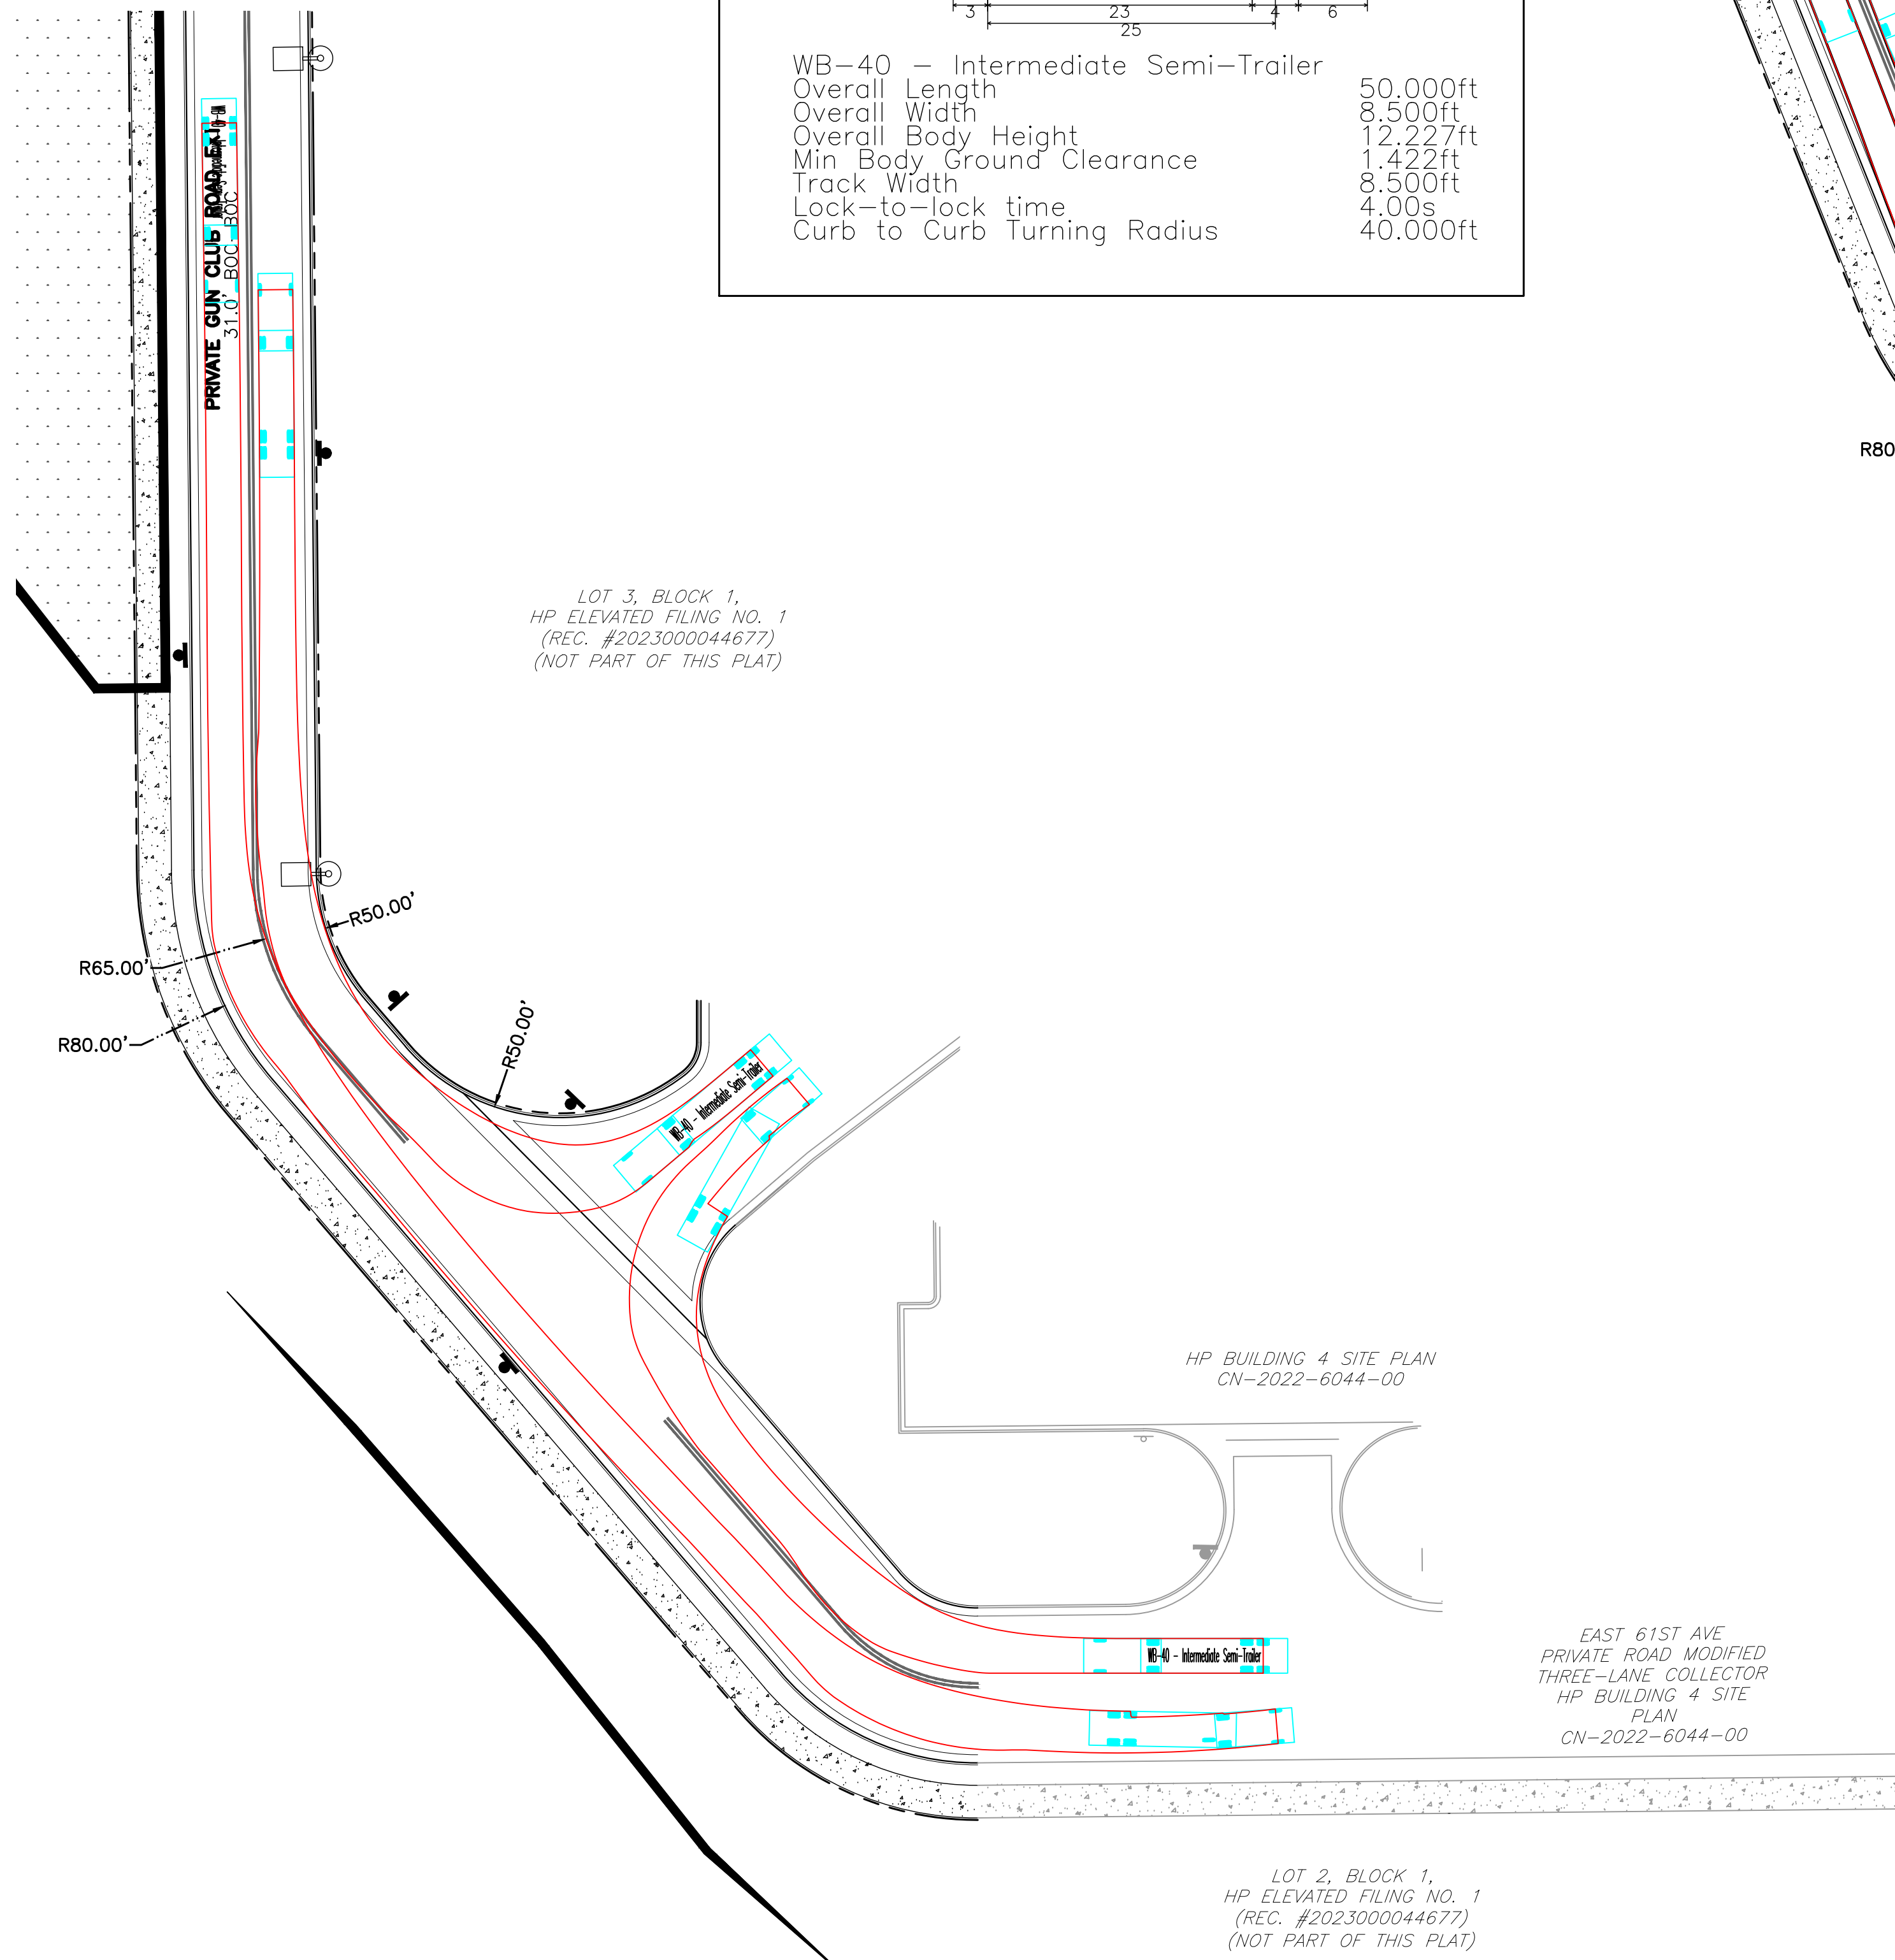 3 23 4 6
25
WB-40 - Intermediate Semi-Trailer
Overall Length 50.000ft
Overall Width 8.500ft
Overall Body Height 12.227ft
Min Body Ground Clearance 1.422ft
Track Width 8.500ft
Lock-to-lock time 4.00s
Curb to Curb Turning Radius 40.000ft
PRIVATE GUN CLUB ROAD EXT
31.0' BOC-BOC
R80
LOT 3, BLOCK 1,
HP ELEVATED FILING NO. 1
(REC. #2023000044677)
(NOT PART OF THIS PLAT)
R50.00'
R65.00'
R80.00'
R50.00'
WB-40 - Intermediate Semi-Trailer
HP BUILDING 4 SITE PLAN
CN-2022-6044-00
WB-40 - Intermediate Semi-Trailer
EAST 61ST AVE
PRIVATE ROAD MODIFIED
THREE-LANE COLLECTOR
HP BUILDING 4 SITE
PLAN
CN-2022-6044-00
LOT 2, BLOCK 1,
HP ELEVATED FILING NO. 1
(REC. #2023000044677)
(NOT PART OF THIS PLAT)